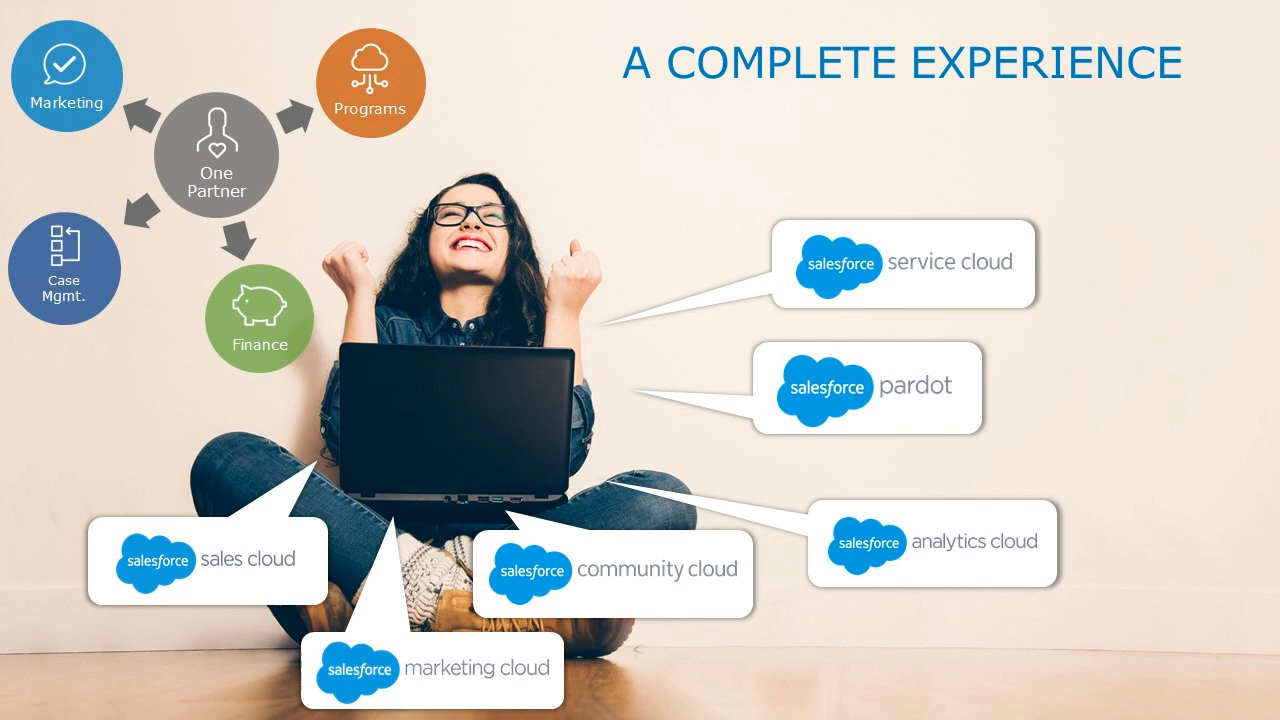 A COMPLETE EXPERIENCE
Marketing
Programs
One
Partner
Case
Mgmt.
Finance
salesforce service cloud
salesforce pardot
salesforce analytics cloud
salesforce sales cloud
salesforce community cloud
salesforce marketing cloud